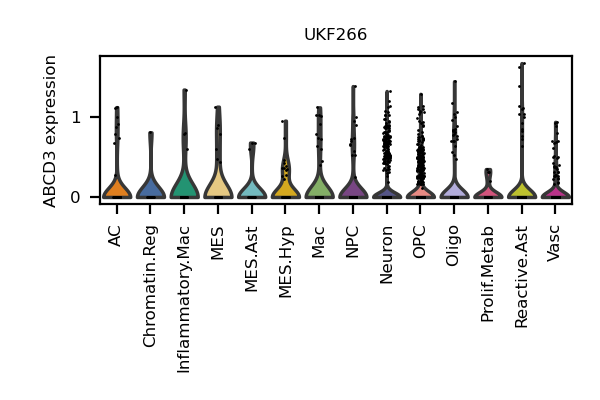 UKF266
ABCD3 expression
1
0
AC
Chromatin.Reg
Inflammatory.Mac
MES
MES.Ast
MES.Hyp
Mac
NPC
Neuron
OPC
Oligo
Prolif.Metab
Reactive.Ast
Vasc